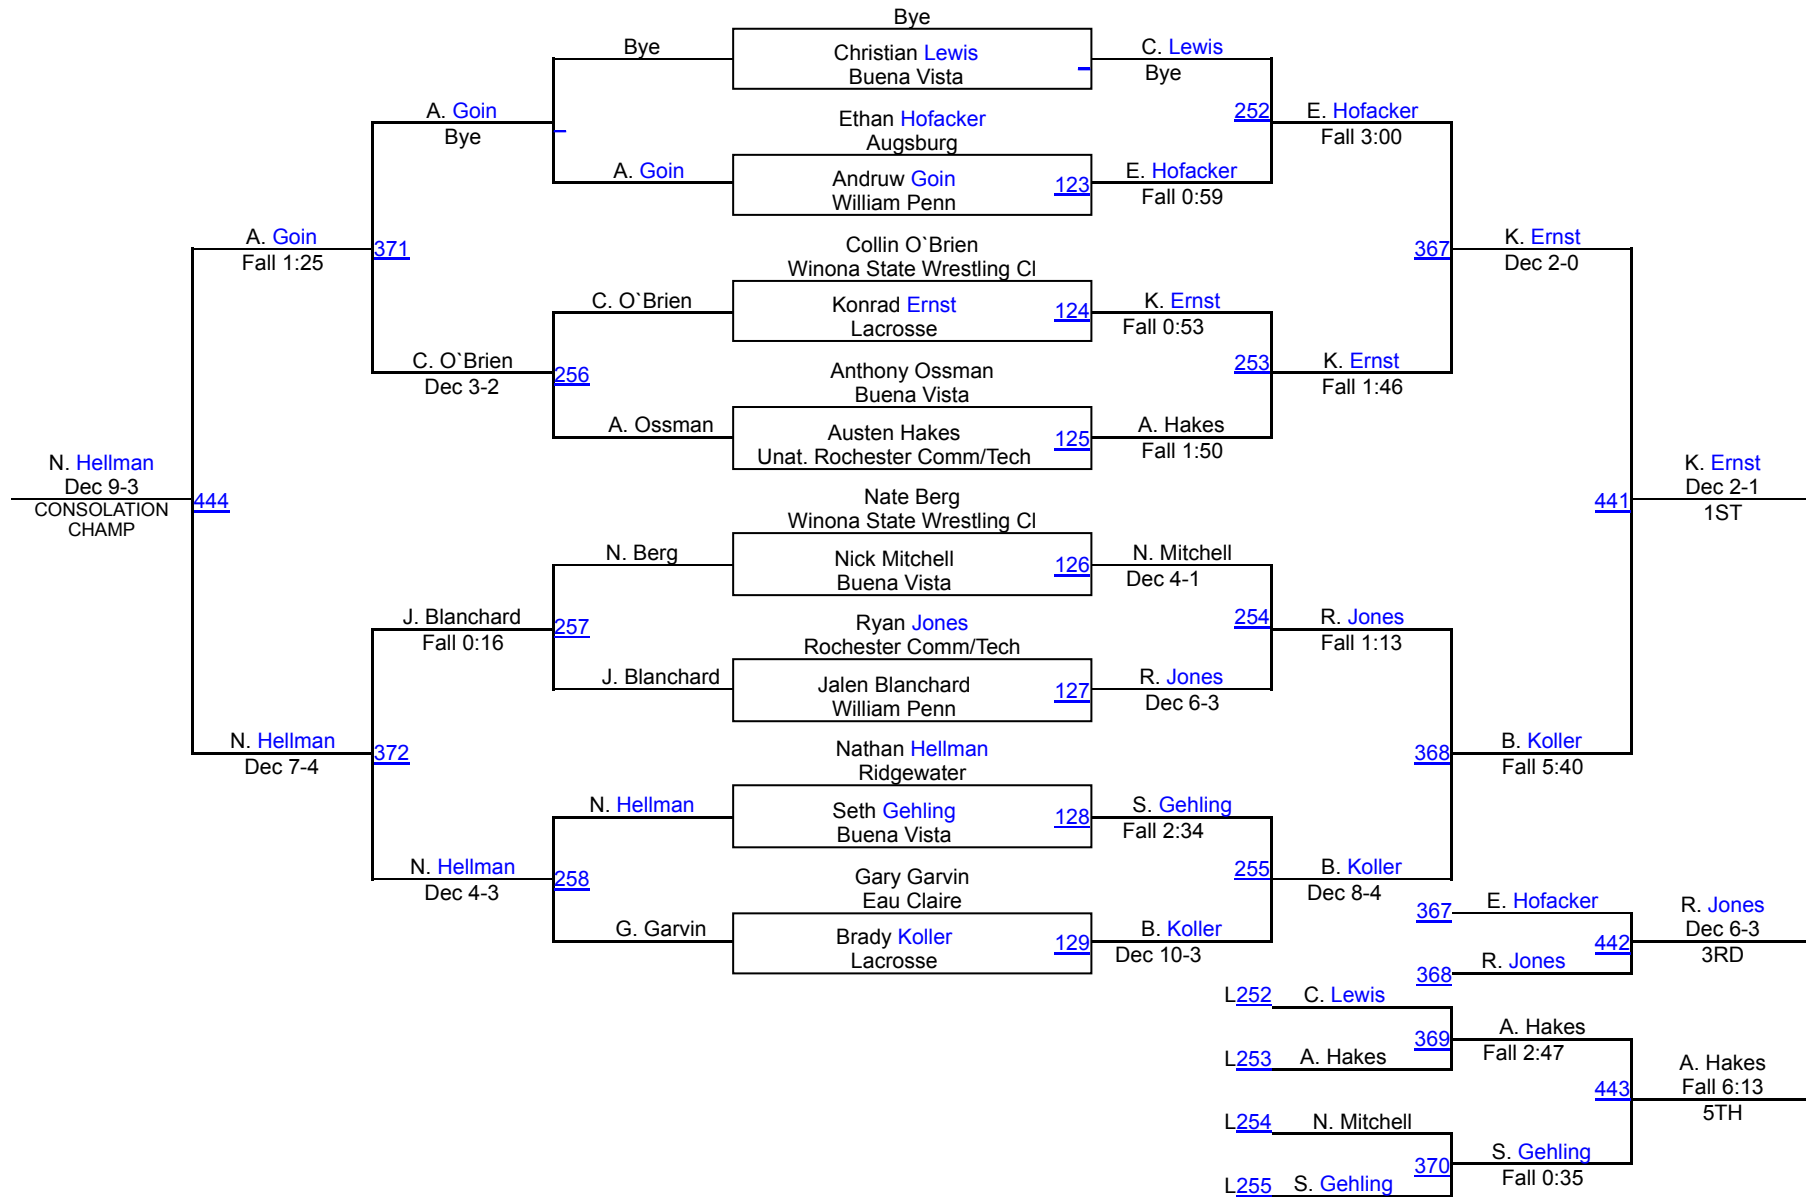 Bye
Bye
Christian Lewis
Buena Vista
C. Lewis
Bye
A. Goin
Bye
Ethan Hofacker
Augsburg
252
E. Hofacker
Fall 3:00
A. Goin
Andruw Goin
William Penn
123
E. Hofacker
Fall 0:59
A. Goin
Fall 1:25
371
Collin O`Brien
Winona State Wrestling Cl
367
K. Ernst
Dec 2-0
C. O`Brien
Konrad Ernst
Lacrosse
124
K. Ernst
Fall 0:53
C. O`Brien
Dec 3-2
256
Anthony Ossman
Buena Vista
253
K. Ernst
Fall 1:46
A. Ossman
Austen Hakes
Unat. Rochester Comm/Tech
125
A. Hakes
Fall 1:50
N. Hellman
Dec 9-3
CONSOLATION
CHAMP
444
Nate Berg
Winona State Wrestling Cl
441
K. Ernst
Dec 2-1
1ST
N. Berg
Nick Mitchell
Buena Vista
126
N. Mitchell
Dec 4-1
J. Blanchard
Fall 0:16
257
Ryan Jones
Rochester Comm/Tech
254
R. Jones
Fall 1:13
J. Blanchard
Jalen Blanchard
William Penn
127
R. Jones
Dec 6-3
N. Hellman
Dec 7-4
372
Nathan Hellman
Ridgewater
368
B. Koller
Fall 5:40
N. Hellman
Seth Gehling
Buena Vista
128
S. Gehling
Fall 2:34
N. Hellman
Dec 4-3
258
Gary Garvin
Eau Claire
255
B. Koller
Dec 8-4
G. Garvin
Brady Koller
Lacrosse
129
B. Koller
Dec 10-3
367
E. Hofacker
368
R. Jones
442
R. Jones
Dec 6-3
3RD
L252
C. Lewis
L253
A. Hakes
369
A. Hakes
Fall 2:47
443
A. Hakes
Fall 6:13
5TH
L254
N. Mitchell
L255
S. Gehling
370
S. Gehling
Fall 0:35